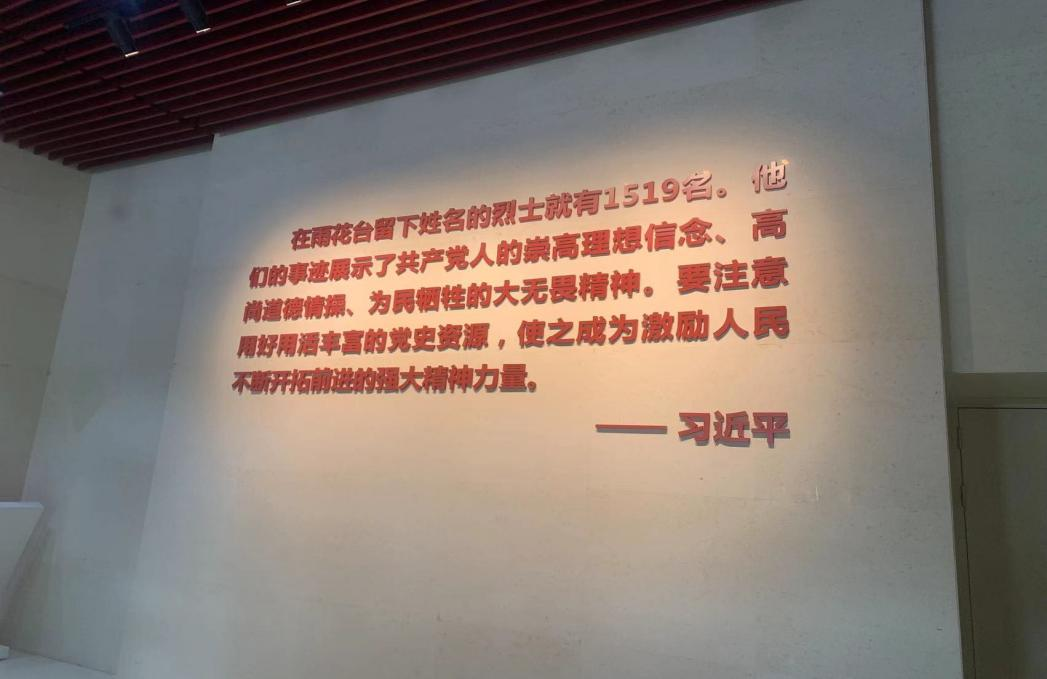 在雨花台留下姓名的烈士就有1519名。他
们的事迹展示了共产党人的崇高理想信念、高
尚道德情操、为民牺牲的大无畏精神。要注意
用好用活丰富的党史资源，使之成为激励人民
不断开拓前进的强大精神力量。
—— 习近平